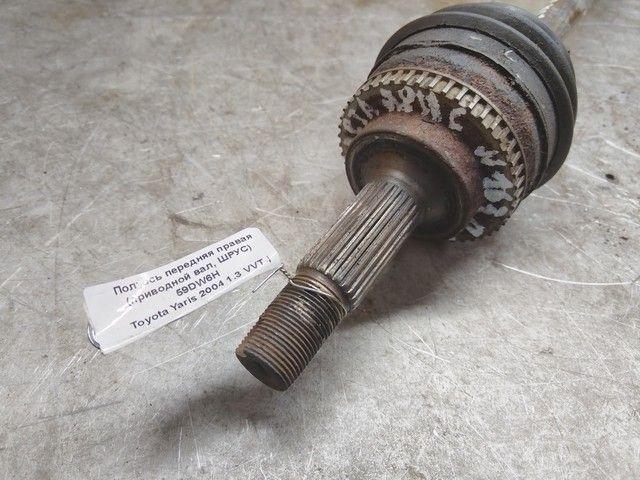 Полуось передняя правая
(приводной вал, ШРУС)
59DW6H
Toyota Yaris 2004 1.3 VVT-i